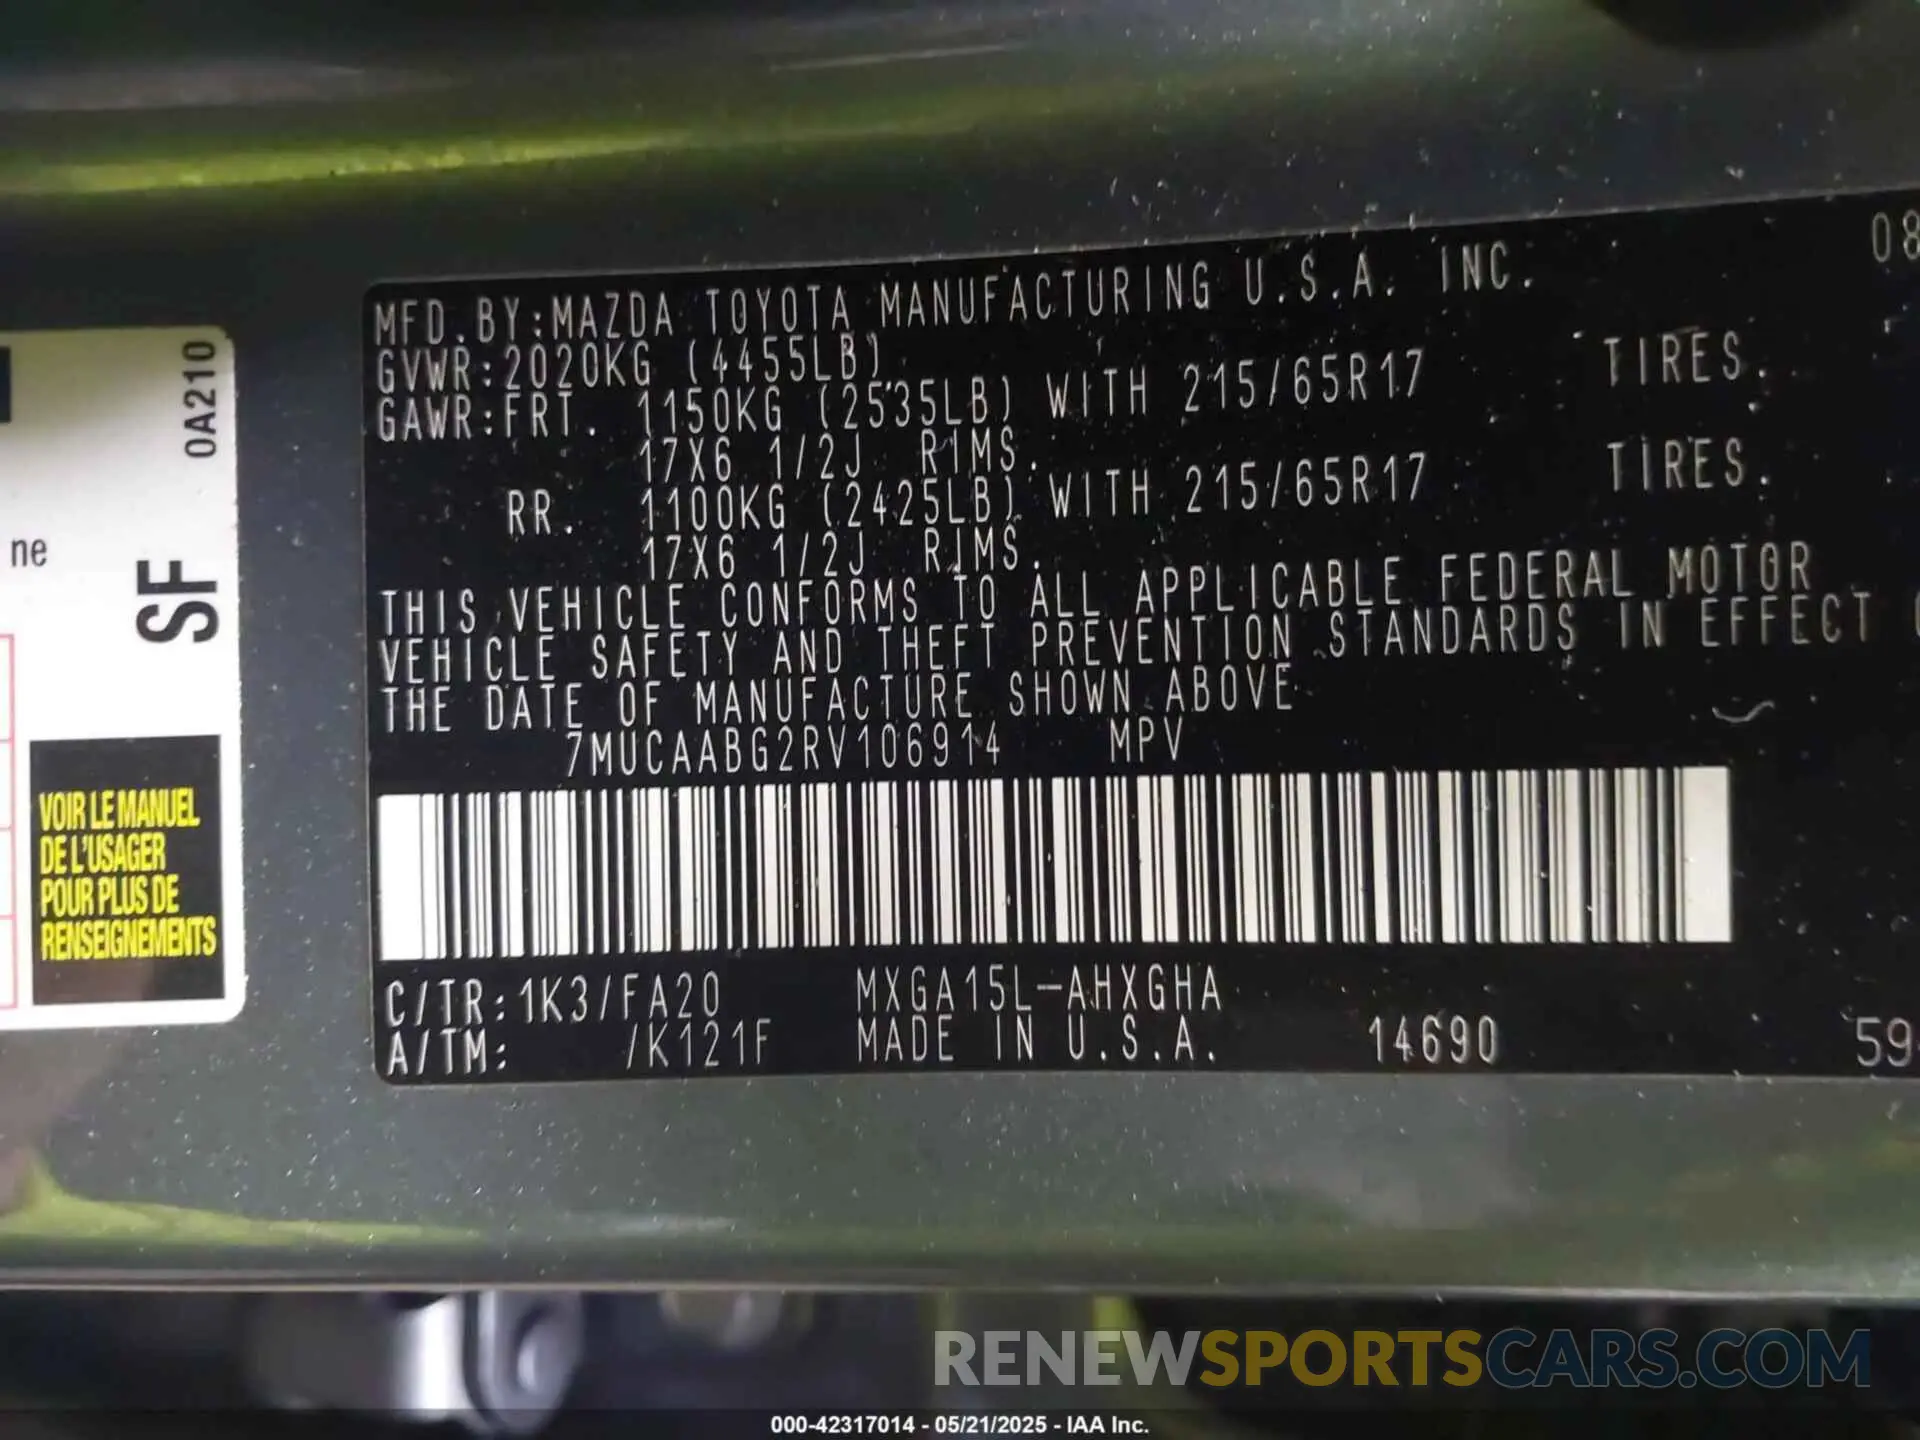 08
MFD.BY:MAZDA TOYOTA MANUFACTURING U.S.A. INC.
GVWR:2020KG (4455LB)
GAWR:FRT. 1150KG (2535LB) WITH 215/65R17 TIRES.
17X6 1/2J RIMS.
RR. 1100KG (2425LB) WITH 215/65R17 TIRES.
17X6 1/2J RIMS.
THIS VEHICLE CONFORMS TO ALL APPLICABLE FEDERAL MOTOR
VEHICLE SAFETY AND THEFT PREVENTION STANDARDS IN EFFECT
THE DATE OF MANUFACTURE SHOWN ABOVE
7MUCAABG2RV106914 MPV
C/TR:1K3/FA20 MXGA15L-AHXGHA
A/TM: /K121F MADE IN U.S.A. 14690 59
0A210
ne
SF
VOIR LE MANUEL
DE L'USAGER
POUR PLUS DE
RENSEIGNEMENTS
RENEWSPORTSCARS.COM
000-42317014 - 05/21/2025 - IAA Inc.